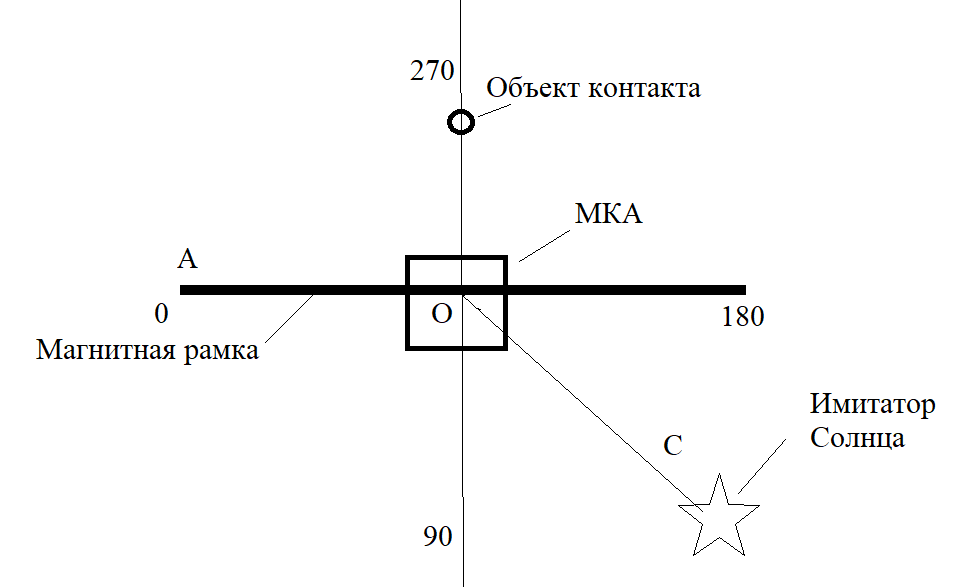 270
Объект контакта
МКА
А
О
0
180
Магнитная рамка
Имитатор
Солнца
С
90